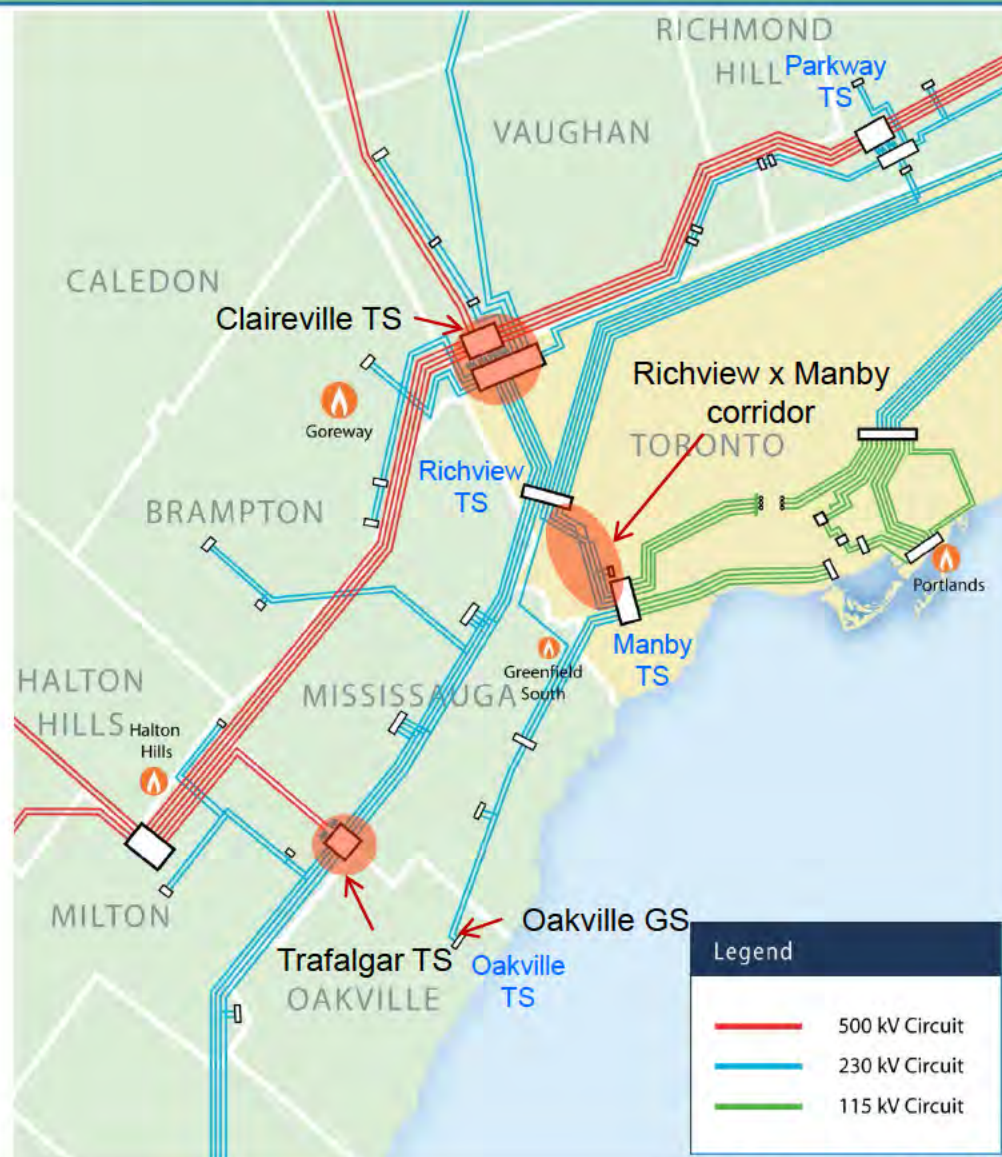 RICHMOND
HILL
Parkway
TS
VAUGHAN
CALEDON
Claireville TS
Richview x Manby
corridor
Goreway
TORONTO
Richview
TS
BRAMPTON
Portlands
Manby
TS
Greenfield
South
HALTON
HILLS
MISSISSAUGA
Halton
Hills
MILTON
Oakville GS
Trafalgar TS
Oakville
TS
OAKVILLE
Legend
500 kV Circuit
230 kV Circuit
115 kV Circuit